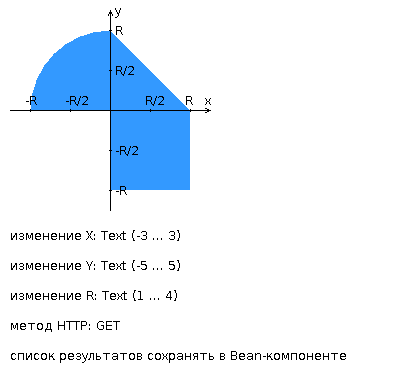 y
R
R/2
-R -R/2 R/2 R x
-R/2
-R
изменение X: Text (-3 ... 3)
изменение Y: Text (-5 ... 5)
изменение R: Text (1 ... 4)
метод HTTP: GET
список результатов сохранять в Bean-компоненте